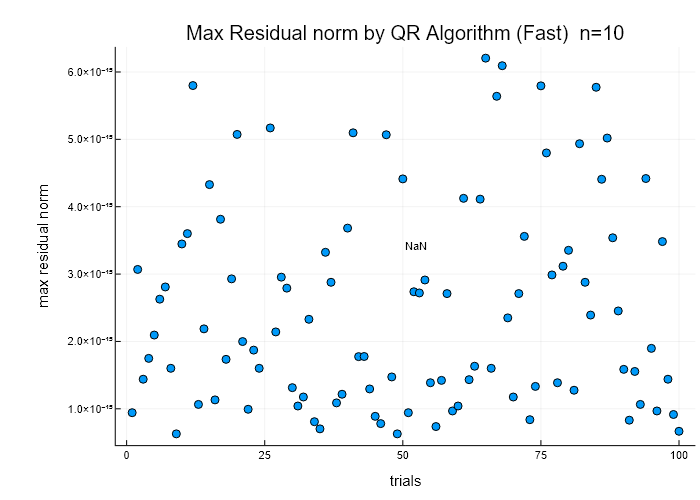 Max Residual norm by QR Algorithm (Fast) n=10
6.0×10⁻¹⁵
5.0×10⁻¹⁵
4.0×10⁻¹⁵
NaN
3.0×10⁻¹⁵
2.0×10⁻¹⁵
1.0×10⁻¹⁵
max residual norm
0 25 50 75 100
trials